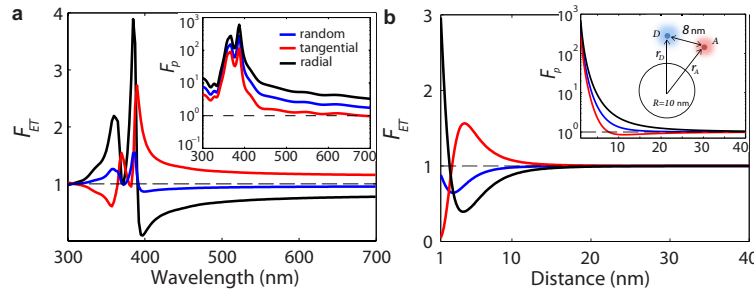 a
F_ET
4
3
2
1
0
300
400
500
600
700
Wavelength (nm)
F_p
10^3
10^2
10^1
10^0
10^-1
300
400
500
600
700
random
tangential
radial
b
F_ET
3
2
1
0
1
10
20
30
40
Distance (nm)
F_p
10^3
10^2
10^1
10^0
1
10
20
30
40
D
8 nm
A
r_D
r_A
R=10 nm